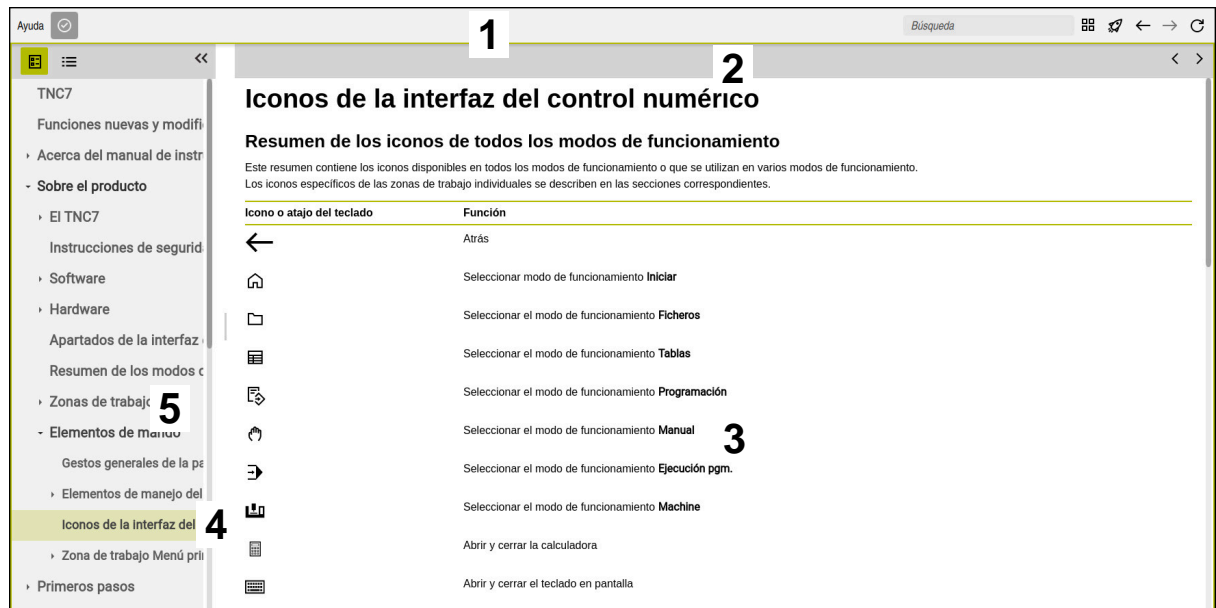 Ayuda
1
Búsqueda
2
TNC7
Funciones nuevas y modifi
Acerca del manual de instr
Sobre el producto
El TNC7
Instrucciones de segurid
Software
Hardware
Apartados de la interfaz
Resumen de los modos d
Zonas de trabajo
5
Elementos de mando
Gestos generales de la pa
Elementos de manejo del
Iconos de la interfaz del
4
Zona de trabajo Menú pri
Primeros pasos
Iconos de la interfaz del control numérico
Resumen de los iconos de todos los modos de funcionamiento
Este resumen contiene los iconos disponibles en todos los modos de funcionamiento o que se utilizan en varios modos de funcionamiento.
Los iconos específicos de las zonas de trabajo individuales se describen en las secciones correspondientes.
Icono o atajo del teclado Función
Atrás
Seleccionar modo de funcionamiento Iniciar
Seleccionar el modo de funcionamiento Ficheros
Seleccionar el modo de funcionamiento Tablas
Seleccionar el modo de funcionamiento Programación
Seleccionar el modo de funcionamiento Manual
3
Seleccionar el modo de funcionamiento Ejecución pgm.
Seleccionar el modo de funcionamiento Machine
Abrir y cerrar la calculadora
Abrir y cerrar el teclado en pantalla